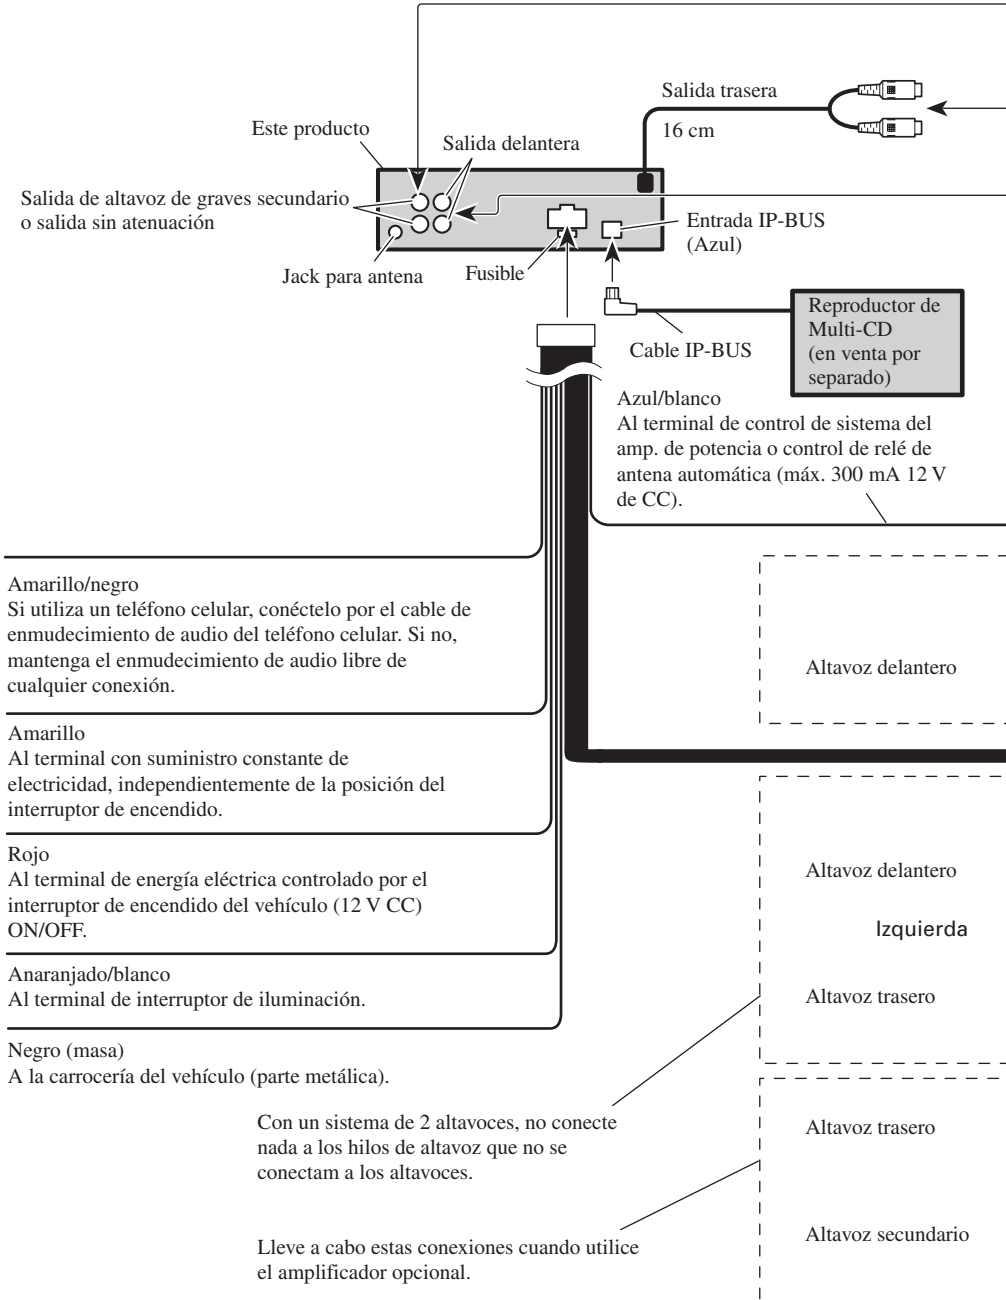 Salida trasera
16 cm
Este producto
Salida delantera
Salida de altavoz de graves secundario
o salida sin atenuación
Entrada IP-BUS
(Azul)
Jack para antena
Fusible
Reproductor de
Multi-CD
(en venta por
separado)
Cable IP-BUS
Azul/blanco
Al terminal de control de sistema del
amp. de potencia o control de relé de
antena automática (máx. 300 mA 12 V
de CC).
Amarillo/negro
Si utiliza un teléfono celular, conéctelo por el cable de
enmudecimiento de audio del teléfono celular. Si no,
mantenga el enmudecimiento de audio libre de
cualquier conexión.
Altavoz delantero
Amarillo
Al terminal con suministro constante de
electricidad, independientemente de la posición del
interruptor de encendido.
Rojo
Al terminal de energía eléctrica controlado por el
interruptor de encendido del vehículo (12 V CC)
ON/OFF.
Altavoz delantero
Izquierda
Altavoz trasero
Anaranjado/blanco
Al terminal de interruptor de iluminación.
Negro (masa)
A la carrocería del vehículo (parte metálica).
Con un sistema de 2 altavoces, no conecte
nada a los hilos de altavoz que no se
conectam a los altavoces.
Altavoz trasero
Altavoz secundario
Lleve a cabo estas conexiones cuando utilice
el amplificador opcional.